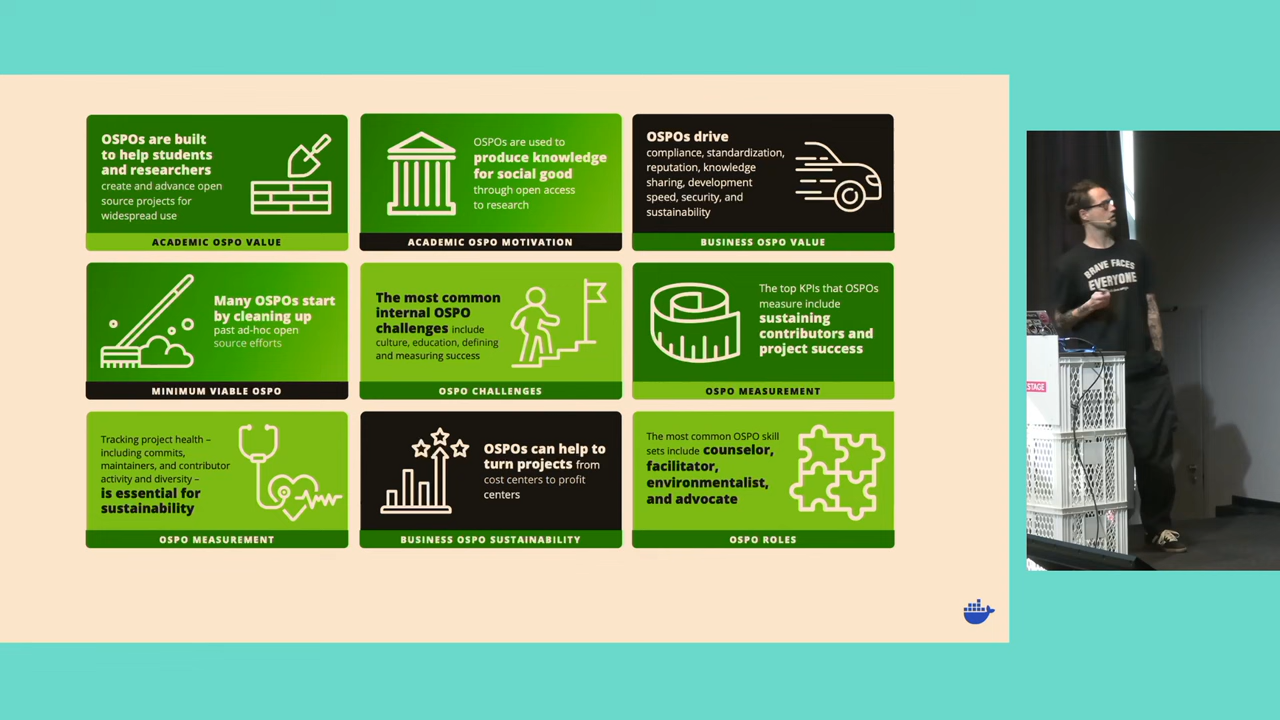 OSPOs are built
to help students
and researchers
create and advance open
source projects for
widespread use
ACADEMIC OSPO VALUE
OSPOs are used to
produce knowledge
for social good
through open access
to research
ACADEMIC OSPO MOTIVATION
OSPOs drive
compliance, standardization,
reputation, knowledge
sharing, development
speed, security, and
sustainability
BUSINESS OSPO VALUE
Many OSPOs start
by cleaning up
past ad-hoc open
source efforts
MINIMUM VIABLE OSPO
The most common
internal OSPO
challenges include
culture, education, defining
and measuring success
OSPO CHALLENGES
The top KPIs that OSPOs
measure include
sustaining
contributors and
project success
OSPO MEASUREMENT
Tracking project health –
including commits,
maintainers, and contributor
activity and diversity –
is essential for
sustainability
OSPO MEASUREMENT
OSPOs can help to
turn projects from
cost centers to profit
centers
BUSINESS OSPO SUSTAINABILITY
The most common OSPO skill
sets include counselor,
facilitator,
environmentalist,
and advocate
OSPO ROLES
BRAVE FACES
EVERYONE
STAGE